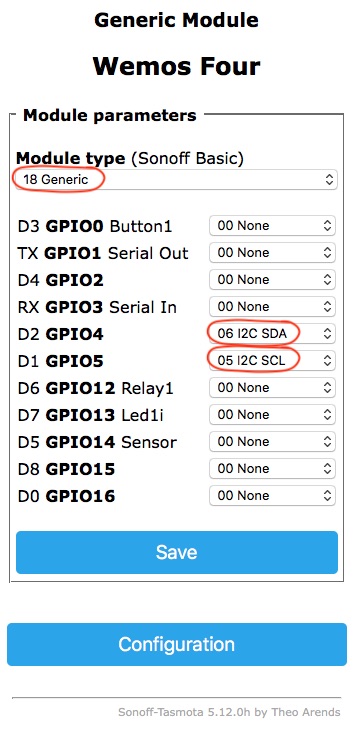 Generic Module
Wemos Four
Module parameters
Module type (Sonoff Basic)
18 Generic
D3 GPIO0 Button1 00 None
TX GPIO1 Serial Out 00 None
D4 GPIO2 00 None
RX GPIO3 Serial In 00 None
D2 GPIO4 06 I2C SDA
D1 GPIO5 05 I2C SCL
D6 GPIO12 Relay1 00 None
D7 GPIO13 Led1i 00 None
D5 GPIO14 Sensor 00 None
D8 GPIO15 00 None
D0 GPIO16 00 None
Save
Configuration
Sonoff-Tasmota 5.12.0h by Theo Arends